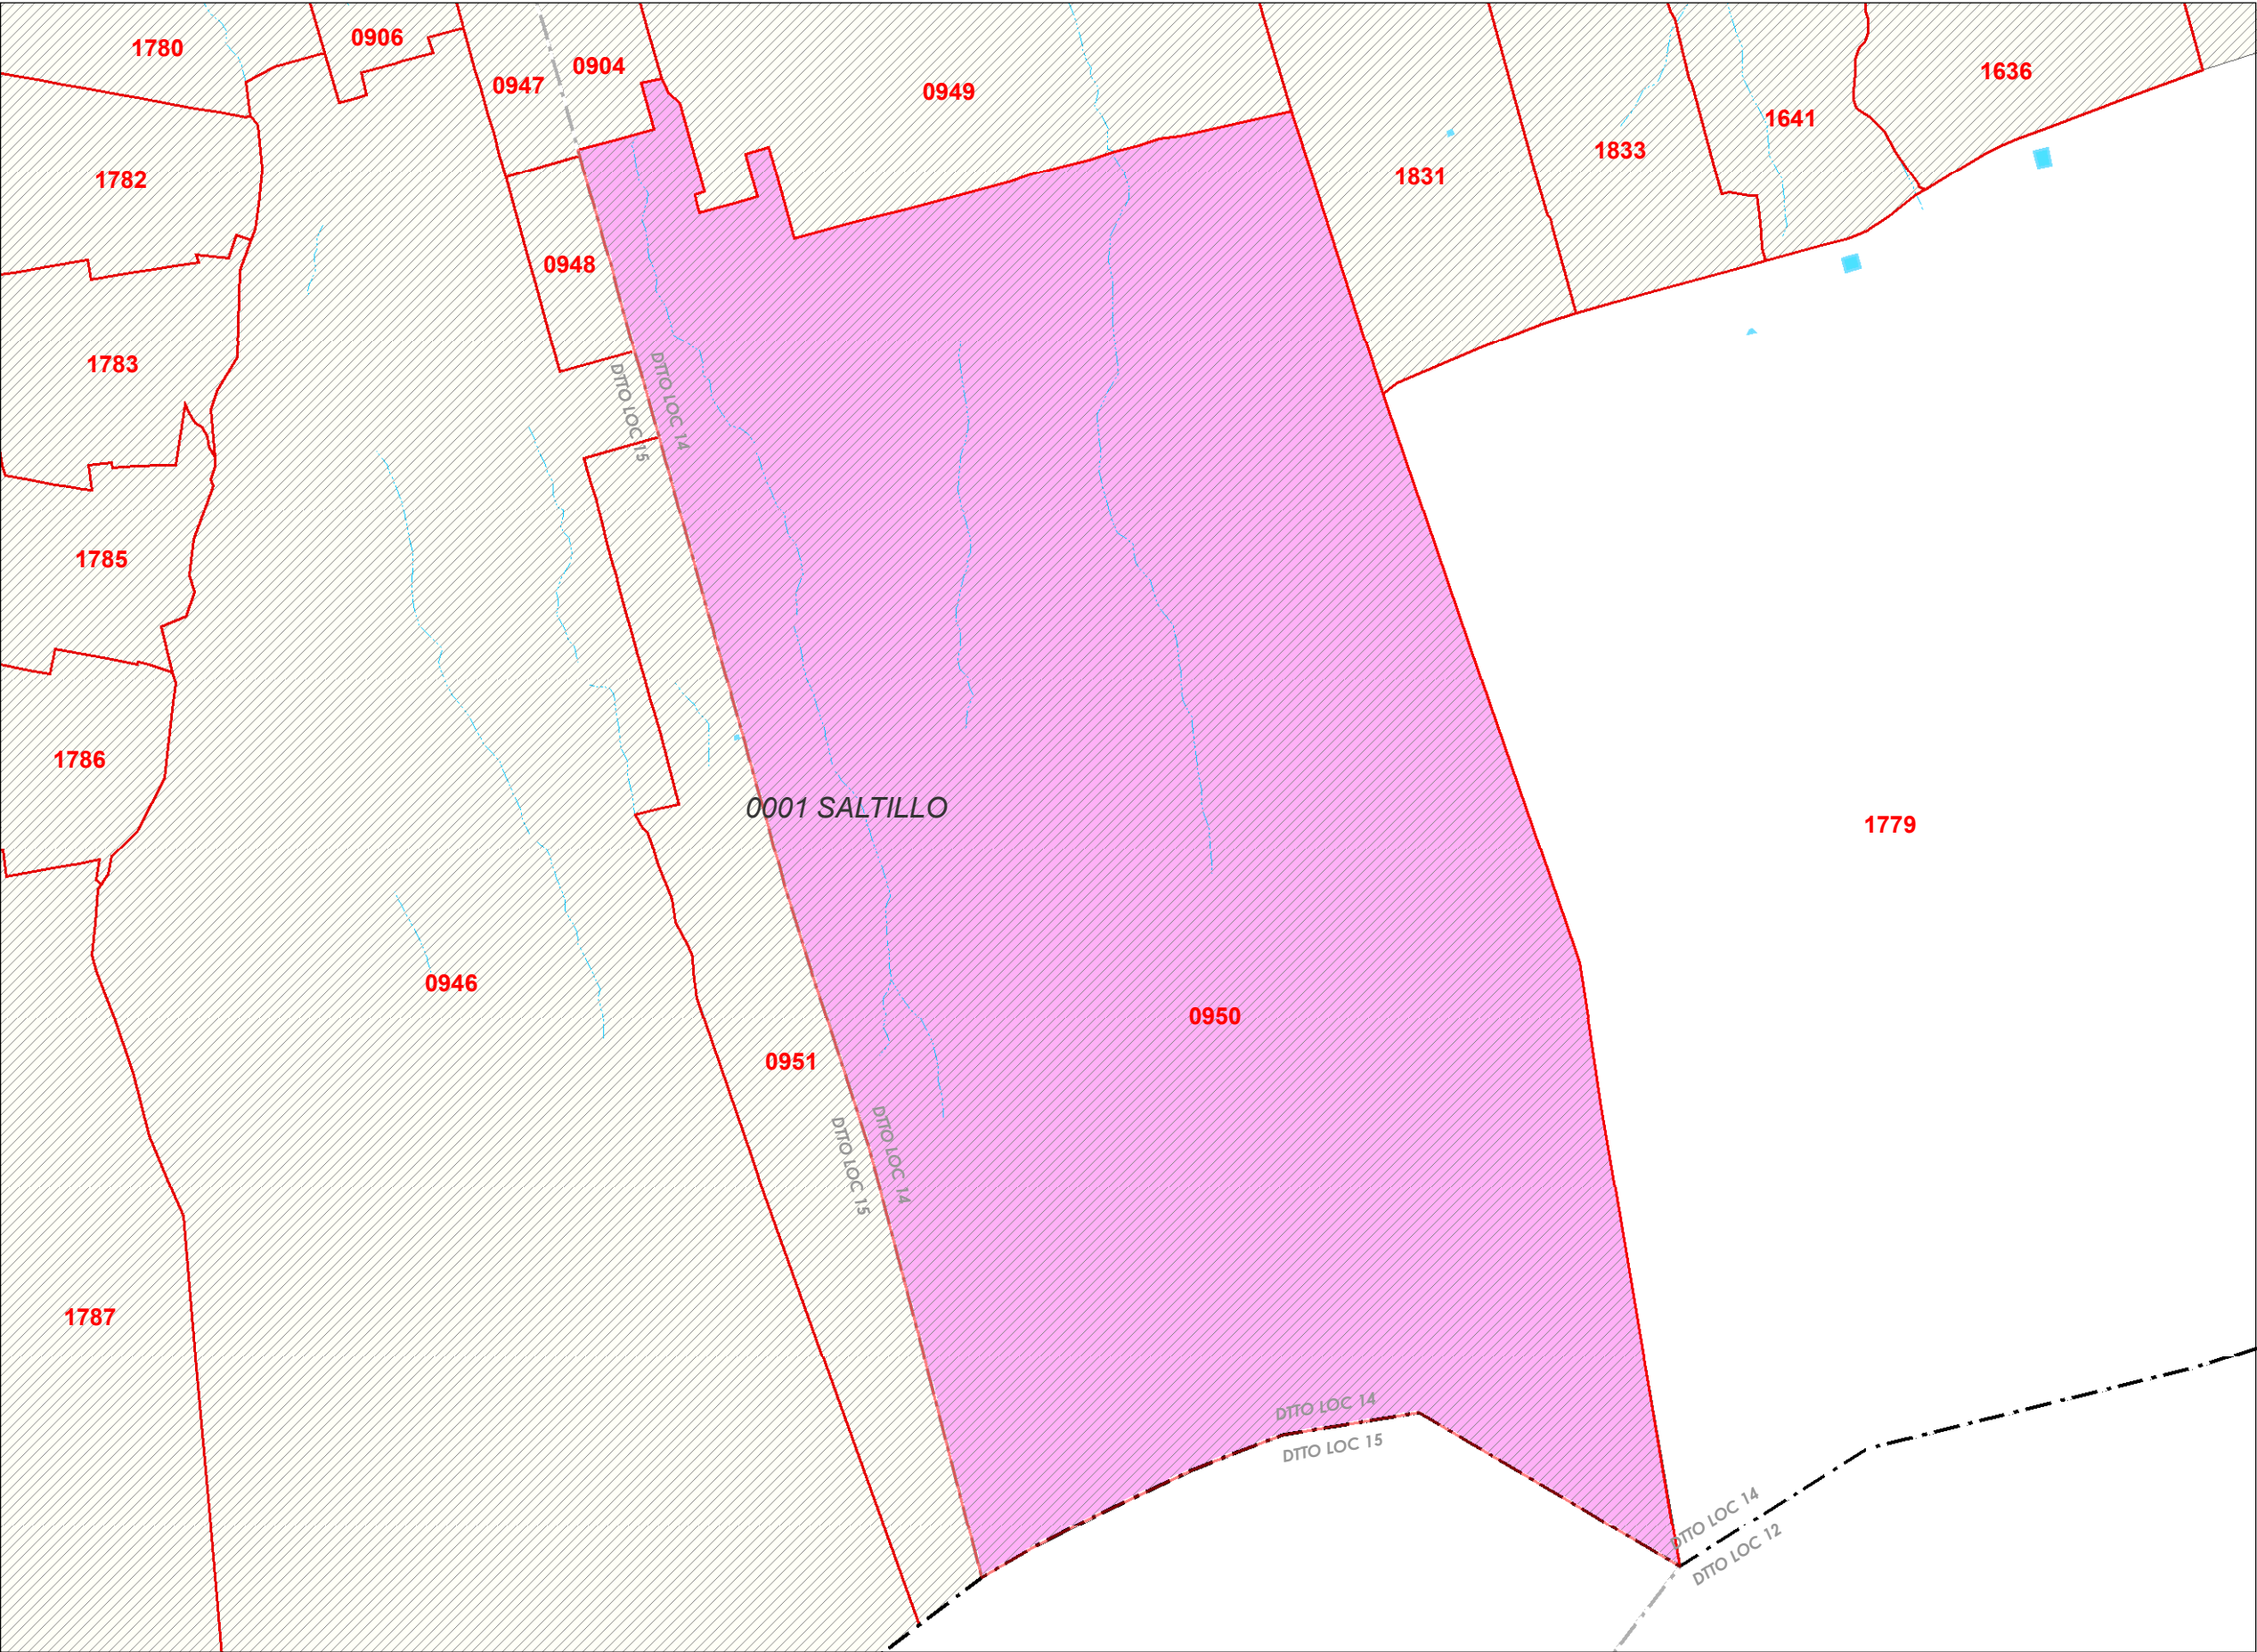 1780
0906
0904
0947
0949
1636
1641
1833
1831
1782
0948
1783
DTTO LOC 14
DTTO LOC 15
1785
1786
0001 SALTILLO
1779
0946
0950
0951
DTTO LOC 14
DTTO LOC 15
1787
DTTO LOC 14
DTTO LOC 15
DTTO LOC 14
DTTO LOC 12